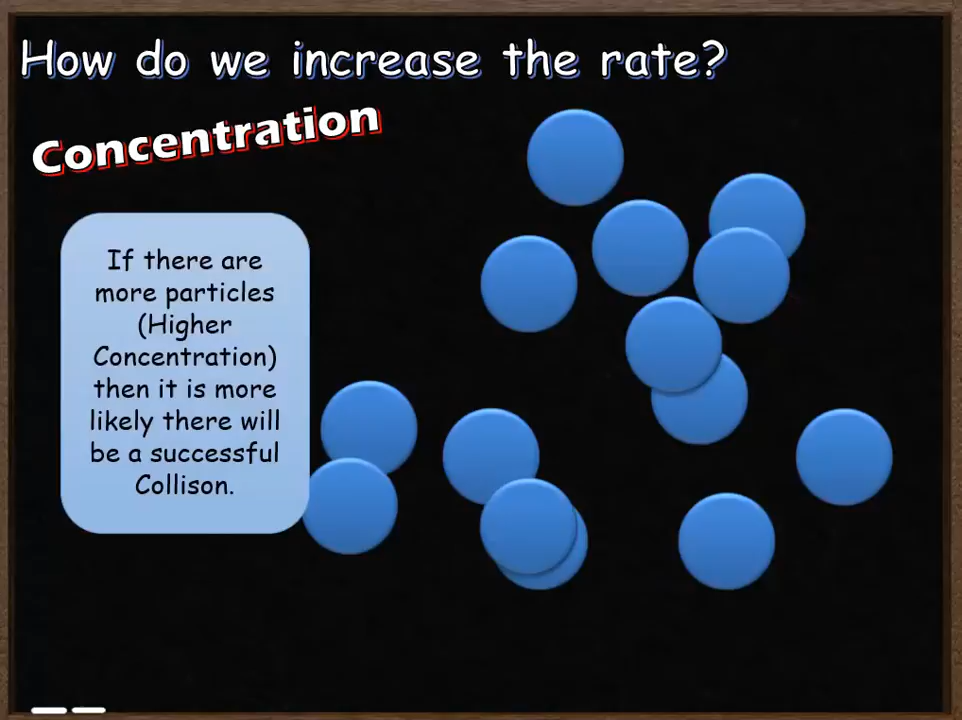 How do we increase the rate?
Concentration
If there are
more particles
(Higher
Concentration)
then it is more
likely there will
be a successful
Collison.